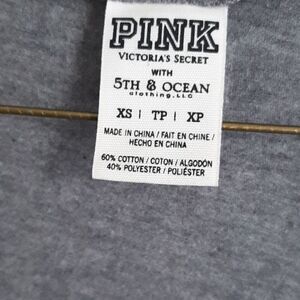 PINK
VICTORIA'S SECRET
WITH
5TH & OCEAN
clothing, LLC
XS | TP | XP
MADE IN CHINA / FAIT EN CHINE /
HECHO EN CHINA
60% COTTON / COTON / ALGODÓN
40% POLYESTER / POLIÉSTER